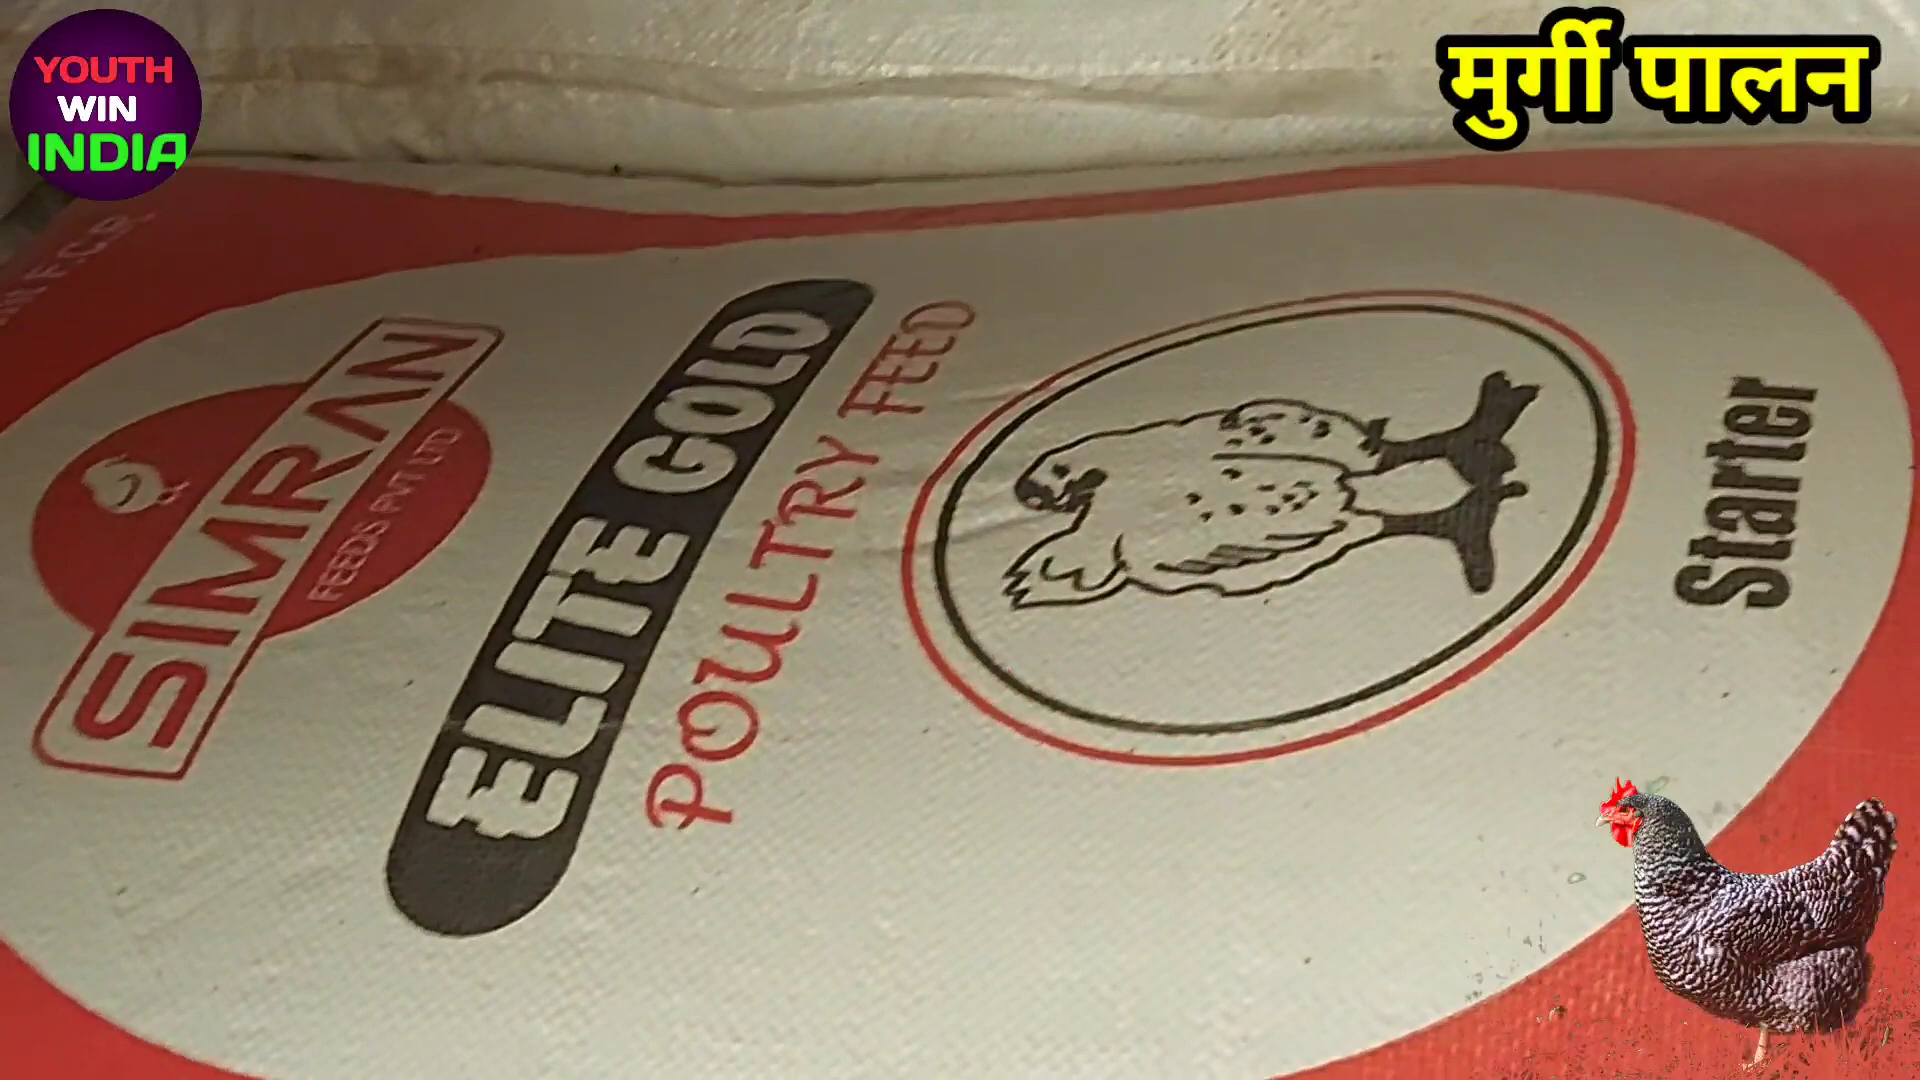 YOUTH
WIN
INDIA
मुर्गी पालन
SIMRAN
FEEDS PVT LTD
ELITE GOLD
POULTRY FEED
Starter